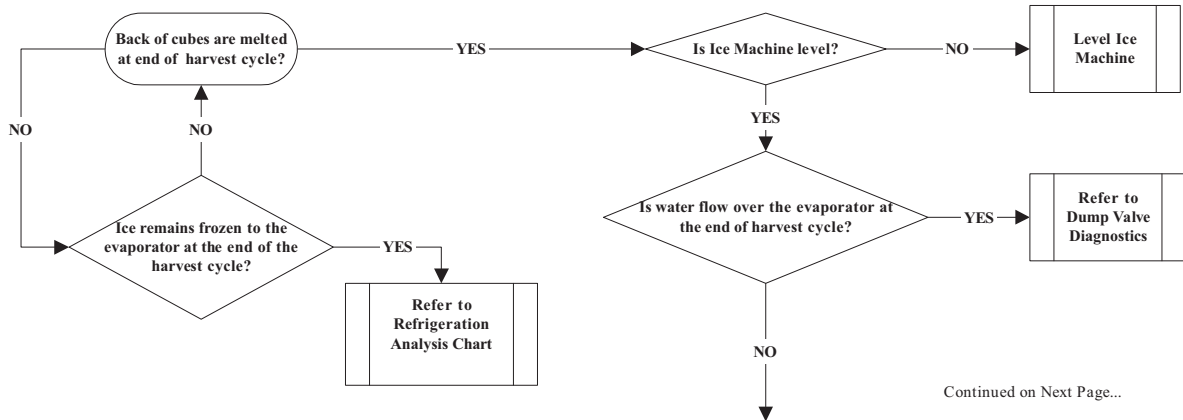 Back of cubes are melted
at end of harvest cycle?
YES
Is Ice Machine level?
NO
Level Ice
Machine
NO
NO
YES
Ice remains frozen to the
evaporator at the end of the
harvest cycle?
YES
Refer to
Refrigeration
Analysis Chart
Is water flow over the evaporator at
the end of harvest cycle?
YES
Refer to
Dump Valve
Diagnostics
NO
Continued on Next Page...